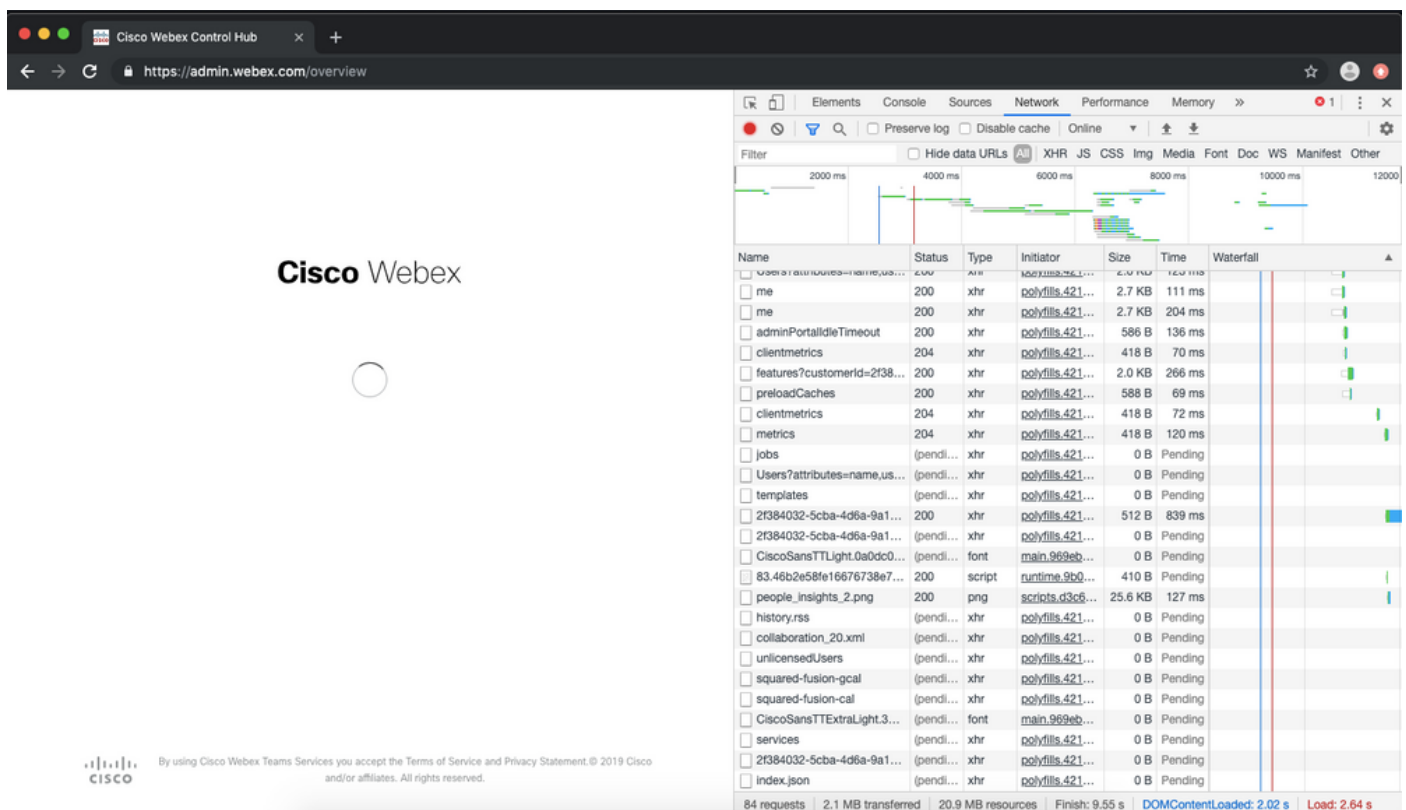 Cisco Webex Control Hub
https://admin.webex.com/overview
Cisco Webex
CISCO
By using Cisco Webex Teams Services you accept the Terms of Service and Privacy Statement.© 2019 Cisco
and/or affiliates. All rights reserved.
Elements Console Sources Network Performance Memory » 1
Preserve log Disable cache Online
Filter Hide data URLs All XHR JS CSS Img Media Font Doc WS Manifest Other
2000 ms 4000 ms 6000 ms 8000 ms 10000 ms 12000
Name Status Type Initiator Size Time Waterfall
Users?attributes=name,us... 200 xhr polyfills.421... 2.0 KB 123 ms
me 200 xhr polyfills.421... 2.7 KB 111 ms
me 200 xhr polyfills.421... 2.7 KB 204 ms
adminPortalIdleTimeout 200 xhr polyfills.421... 586 B 136 ms
clientmetrics 204 xhr polyfills.421... 418 B 70 ms
features?customerId=2f38... 200 xhr polyfills.421... 2.0 KB 266 ms
preloadCaches 200 xhr polyfills.421... 588 B 69 ms
clientmetrics 204 xhr polyfills.421... 418 B 72 ms
metrics 204 xhr polyfills.421... 418 B 120 ms
jobs (pendi... xhr polyfills.421... 0 B Pending
Users?attributes=name,us... (pendi... xhr polyfills.421... 0 B Pending
templates (pendi... xhr polyfills.421... 0 B Pending
2f384032-5cba-4d6a-9a1... 200 xhr polyfills.421... 512 B 839 ms
2f384032-5cba-4d6a-9a1... (pendi... xhr polyfills.421... 0 B Pending
CiscoSansTTLight.0a0dc0... (pendi... font main.969eb... 0 B Pending
83.46b2e58fe16676738e7... 200 script runtime.9b0... 410 B Pending
people_insights_2.png 200 png scripts.d3c6... 25.6 KB 127 ms
history.rss (pendi... xhr polyfills.421... 0 B Pending
collaboration_20.xml (pendi... xhr polyfills.421... 0 B Pending
unlicensedUsers (pendi... xhr polyfills.421... 0 B Pending
squared-fusion-gcal (pendi... xhr polyfills.421... 0 B Pending
squared-fusion-cal (pendi... xhr polyfills.421... 0 B Pending
CiscoSansTTExtraLight.3... (pendi... font main.969eb... 0 B Pending
services (pendi... xhr polyfills.421... 0 B Pending
2f384032-5cba-4d6a-9a1... (pendi... xhr polyfills.421... 0 B Pending
index.json (pendi... xhr polyfills.421... 0 B Pending
84 requests 2.1 MB transferred 20.9 MB resources Finish: 9.55 s DOMContentLoaded: 2.02 s Load: 2.64 s